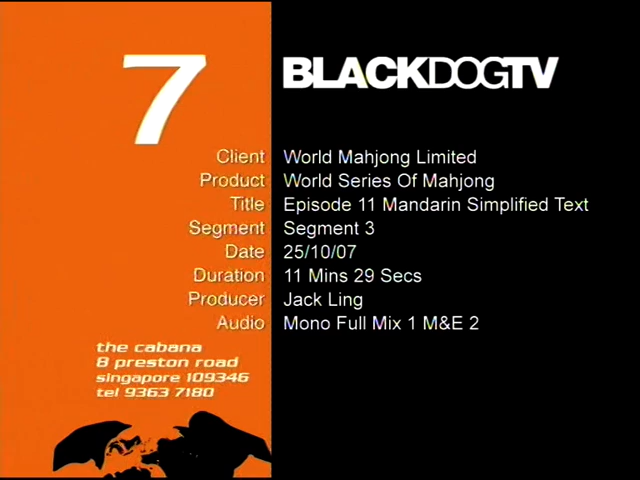 7
BLACKDOGTV
Client World Mahjong Limited
Product World Series Of Mahjong
Title Episode 11 Mandarin Simplified Text
Segment Segment 3
Date 25/10/07
Duration 11 Mins 29 Secs
Producer Jack Ling
Audio Mono Full Mix 1 M&E 2
the cabana
8 preston road
singapore 109346
tel 9363 7180